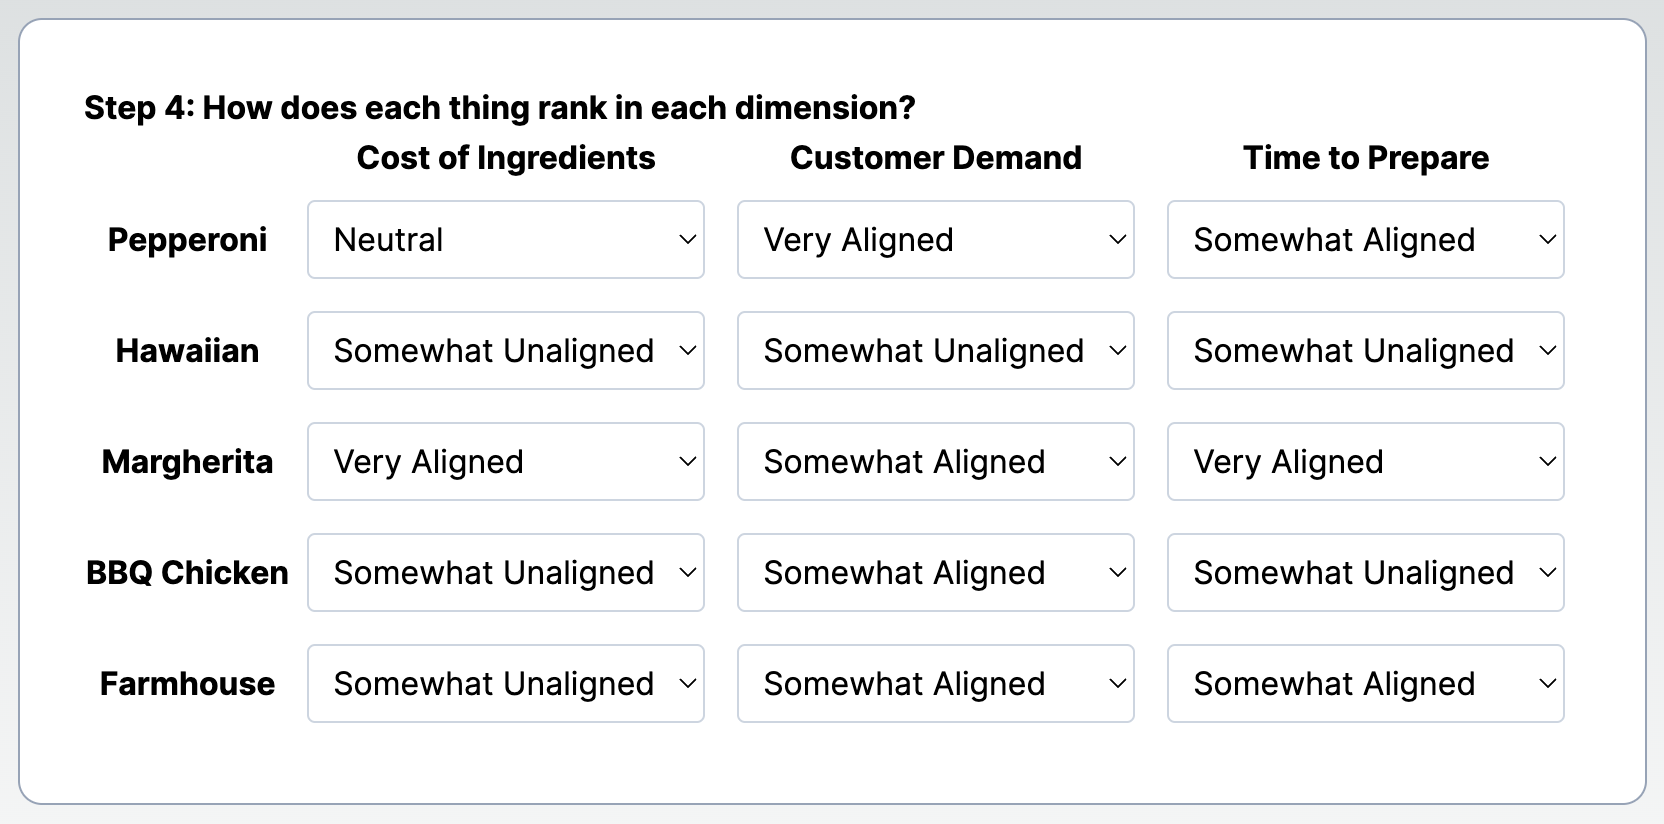 Step 4: How does each thing rank in each dimension?
Cost of Ingredients Customer Demand Time to Prepare
Pepperoni Neutral Very Aligned Somewhat Aligned
Hawaiian Somewhat Unaligned Somewhat Unaligned Somewhat Unaligned
Margherita Very Aligned Somewhat Aligned Very Aligned
BBQ Chicken Somewhat Unaligned Somewhat Aligned Somewhat Unaligned
Farmhouse Somewhat Unaligned Somewhat Aligned Somewhat Aligned